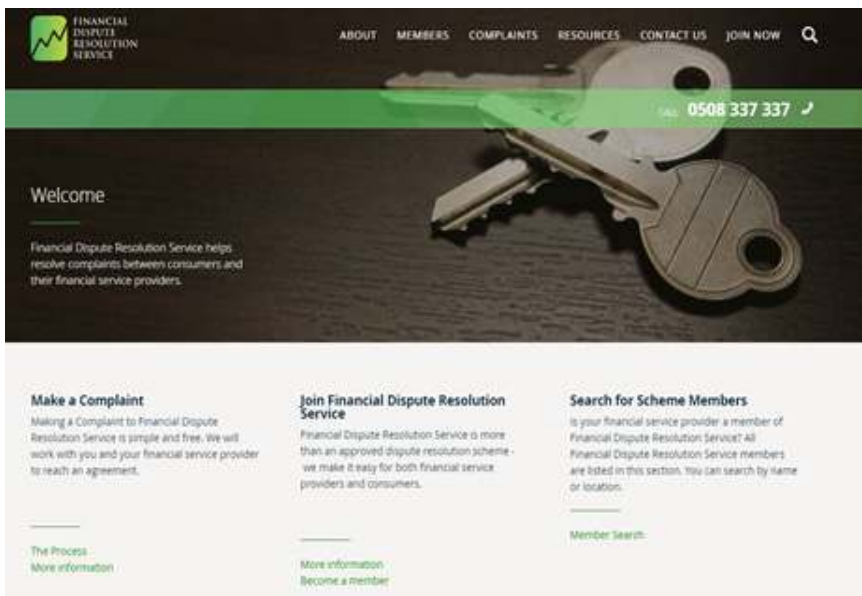 FINANCIAL
DISPUTE
RESOLUTION
SERVICE
ABOUT MEMBERS COMPLAINTS RESOURCES CONTACT US JOIN NOW
CALL 0508 337 337
Welcome
Financial Dispute Resolution Service helps
resolve complaints between consumers and
their financial service providers.
Make a Complaint
Making a Complaint to Financial Dispute
Resolution Service is simple and free. We will
work with you and your financial service provider
to reach an agreement.
The Process
More information
Join Financial Dispute Resolution
Service
Financial Dispute Resolution Service is more
than an approved dispute resolution scheme -
we make it easy for both financial service
providers and consumers.
More information
Become a member
Search for Scheme Members
Is your financial service provider a member of
Financial Dispute Resolution Service? All
Financial Dispute Resolution Service members
are listed in this section. You can search by name
or location.
Member Search